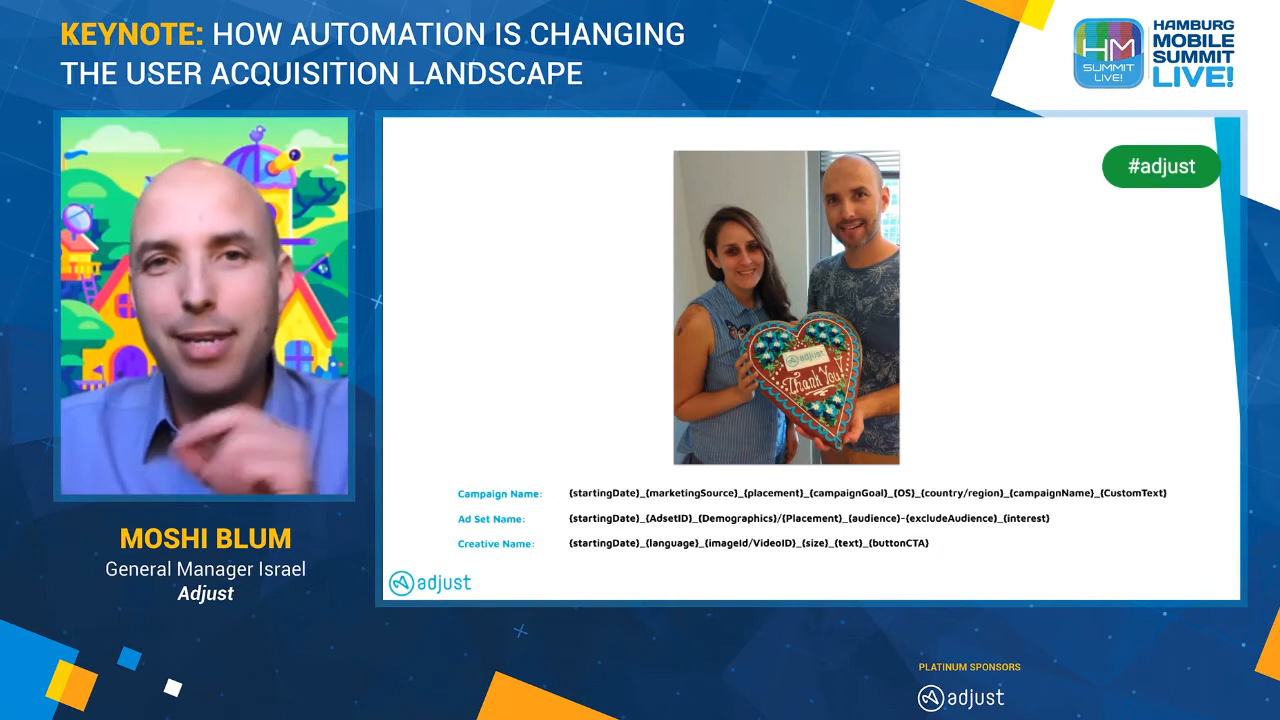 KEYNOTE: HOW AUTOMATION IS CHANGING
THE USER ACQUISITION LANDSCAPE
HM
SUMMIT
LIVE!
HAMBURG
MOBILE
SUMMIT
LIVE!
#adjust
adjust
Thank You!
Campaign Name: {startingDate}_{marketingSource}_{placement}_{campaignGoal}_{OS}_{country/region}_{campaignName}_{CustomText}
Ad Set Name: {startingDate}_{AdsetID}_{Demographics}/{Placement}_{audience}-{excludeAudience}_{interest}
Creative Name: {startingDate}_{language}_{imageId/VideoID}_{size}_{text}_{buttonCTA}
adjust
MOSHI BLUM
General Manager Israel
Adjust
PLATINUM SPONSORS
adjust